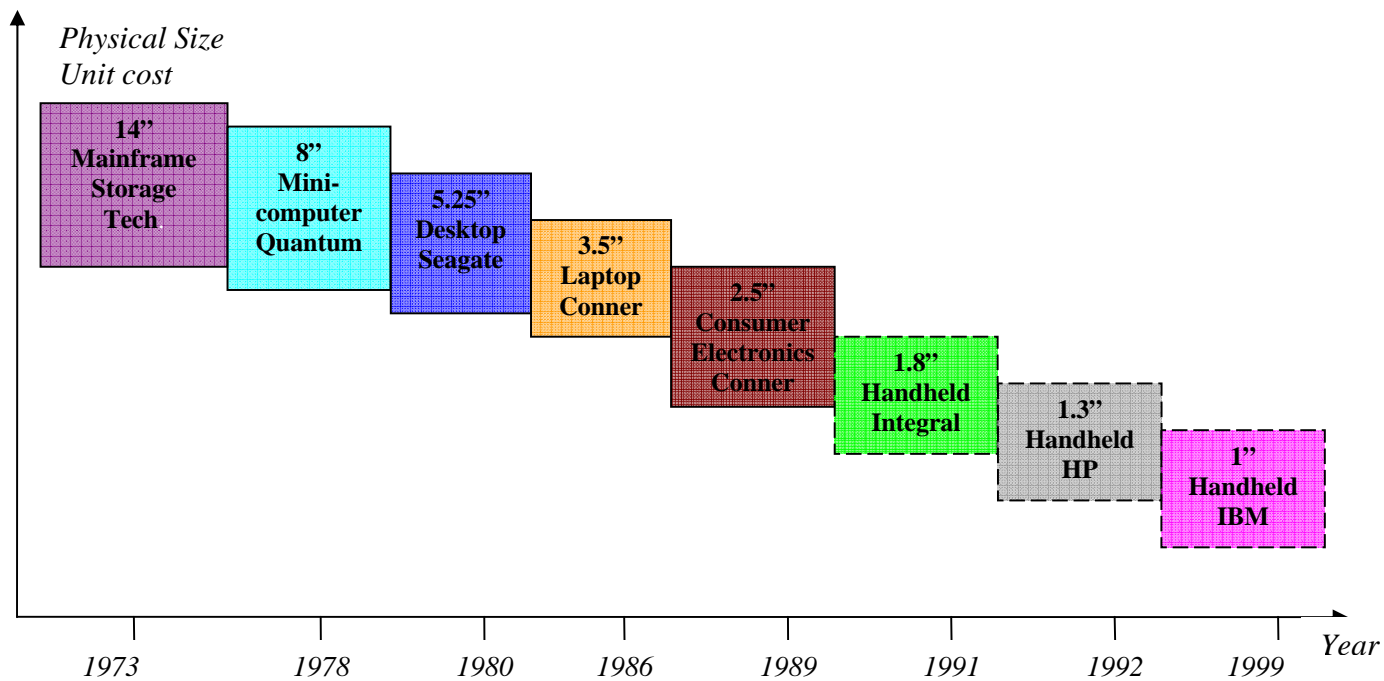 Physical Size
Unit cost
14”
Mainframe
Storage
Tech.
8”
Mini-
computer
Quantum
5.25”
Desktop
Seagate
3.5”
Laptop
Conner
2.5”
Consumer
Electronics
Conner
1.8”
Handheld
Integral
1.3”
Handheld
HP
1”
Handheld
IBM
Year
1973
1978
1980
1986
1989
1991
1992
1999